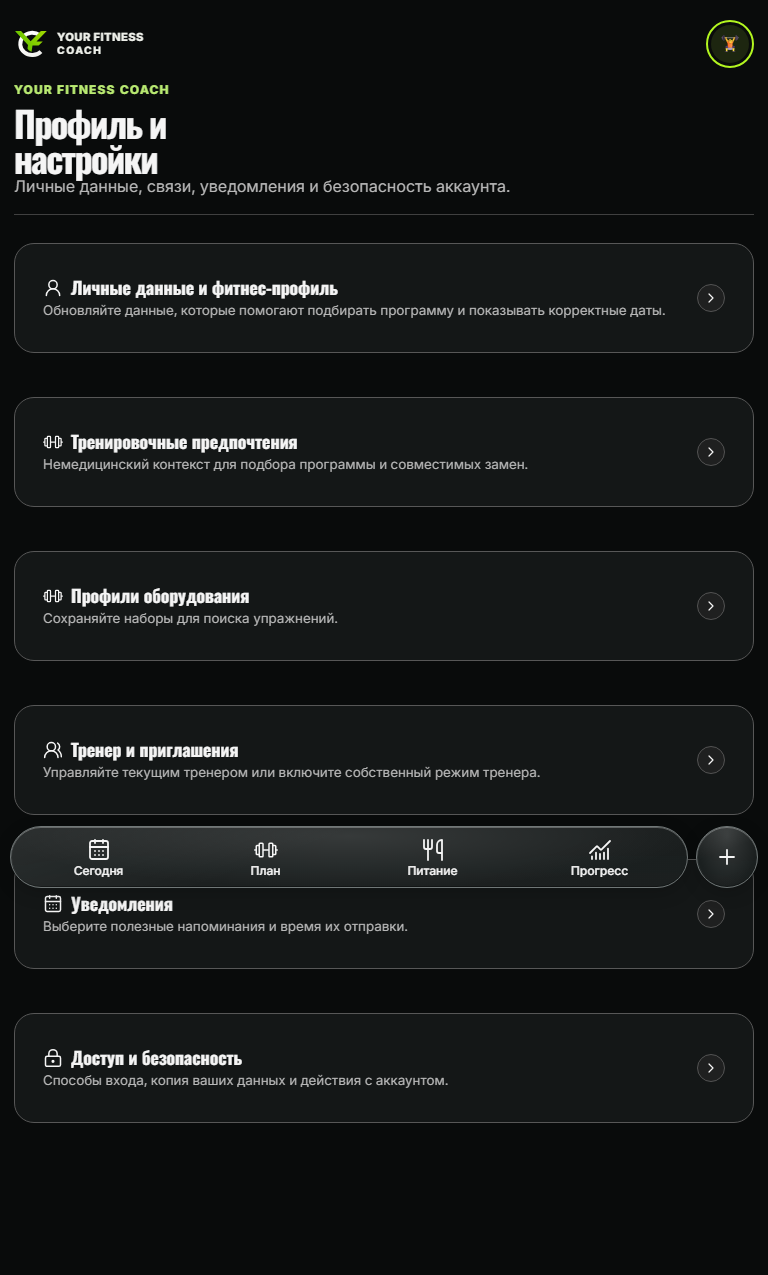 YOUR FITNESS
COACH
YOUR FITNESS COACH
Профиль и
настройки
Личные данные, связи, уведомления и безопасность аккаунта.
Личные данные и фитнес-профиль
Обновляйте данные, которые помогают подбирать программу и показывать корректные даты.
Тренировочные предпочтения
Немедицинский контекст для подбора программы и совместимых замен.
Профили оборудования
Сохраняйте наборы для поиска упражнений.
Тренер и приглашения
Управляйте текущим тренером или включите собственный режим тренера.
Сегодня
План
Питание
Прогресс
Уведомления
Выберите полезные напоминания и время их отправки.
Доступ и безопасность
Способы входа, копия ваших данных и действия с аккаунтом.